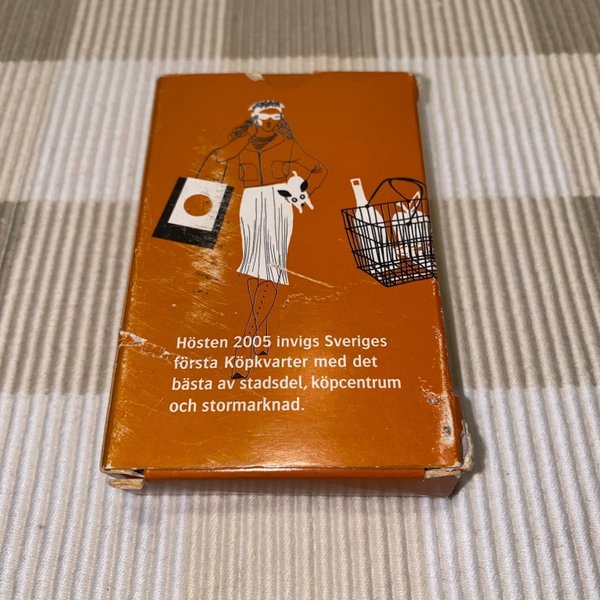 Hösten 2005 invigs Sveriges
första Köpkvarter med det
bästa av stadsdel, köpcentrum
och stormarknad.